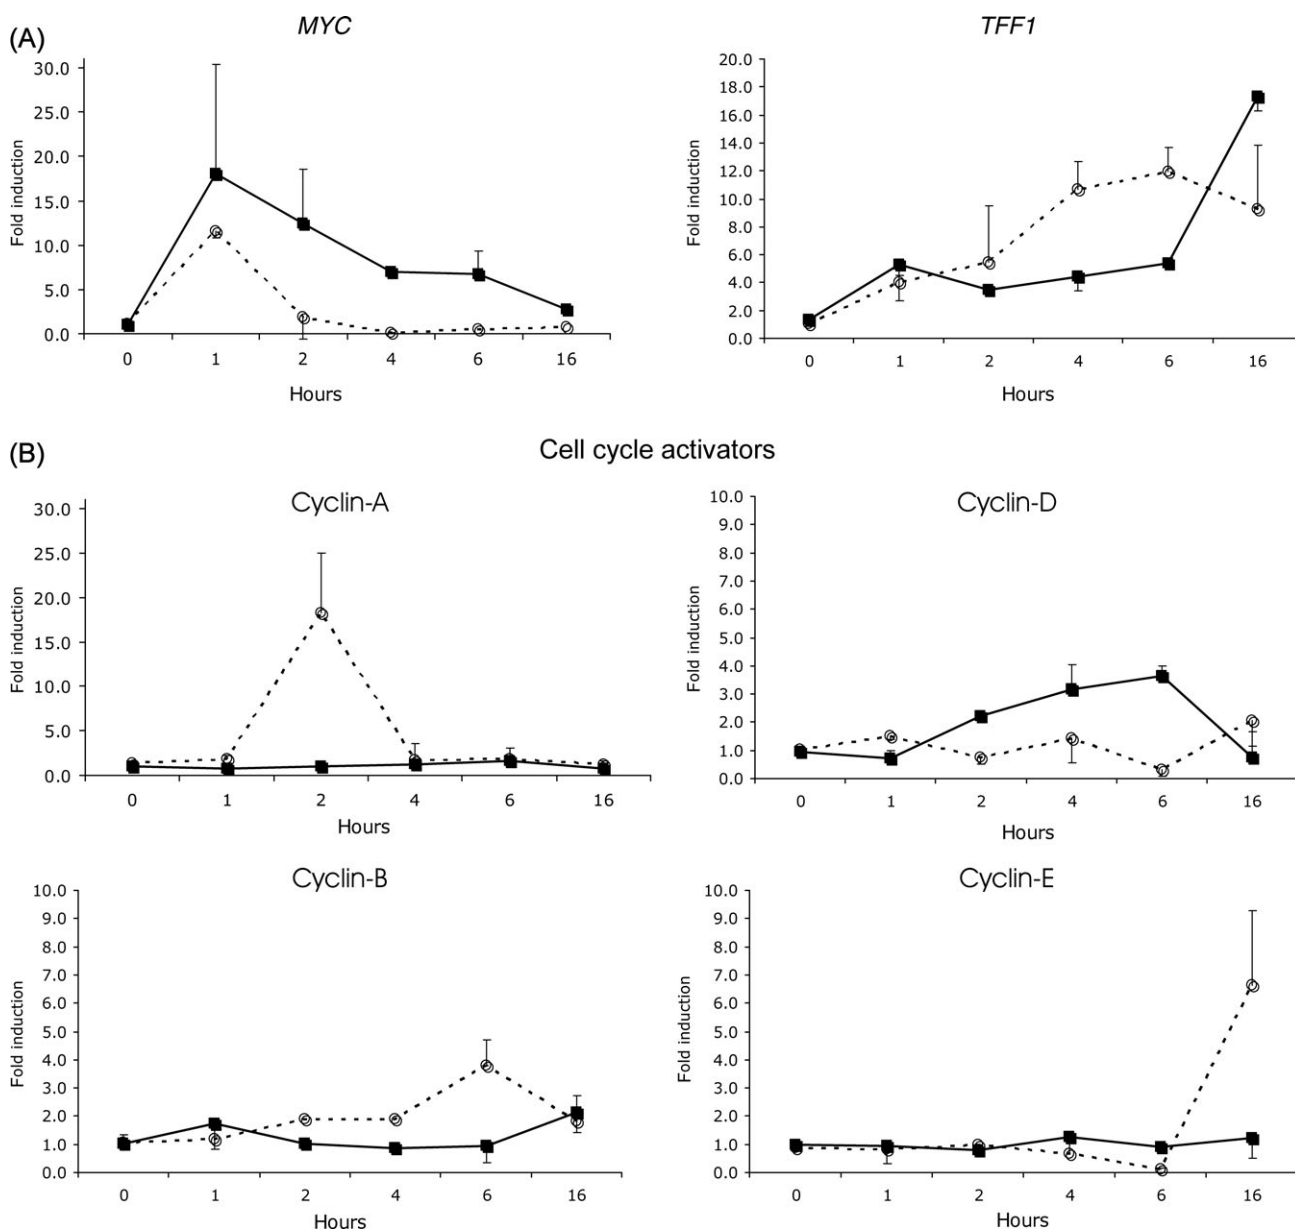 (A)
MYC
TFF1
Fold induction
30.0
25.0
20.0
15.0
10.0
5.0
0.0
0 1 2 4 6 16
Hours
Fold induction
20.0
18.0
16.0
14.0
12.0
10.0
8.0
6.0
4.0
2.0
0.0
0 1 2 4 6 16
Hours
(B)
Cell cycle activators
Cyclin-A
Fold induction
30.0
25.0
20.0
15.0
10.0
5.0
0.0
0 1 2 4 6 16
Hours
Cyclin-D
Fold induction
10.0
9.0
8.0
7.0
6.0
5.0
4.0
3.0
2.0
1.0
0.0
0 1 2 4 6 16
Hours
Cyclin-B
Fold induction
10.0
9.0
8.0
7.0
6.0
5.0
4.0
3.0
2.0
1.0
0.0
0 1 2 4 6 16
Hours
Cyclin-E
Fold induction
10.0
9.0
8.0
7.0
6.0
5.0
4.0
3.0
2.0
1.0
0.0
0 1 2 4 6 16
Hours